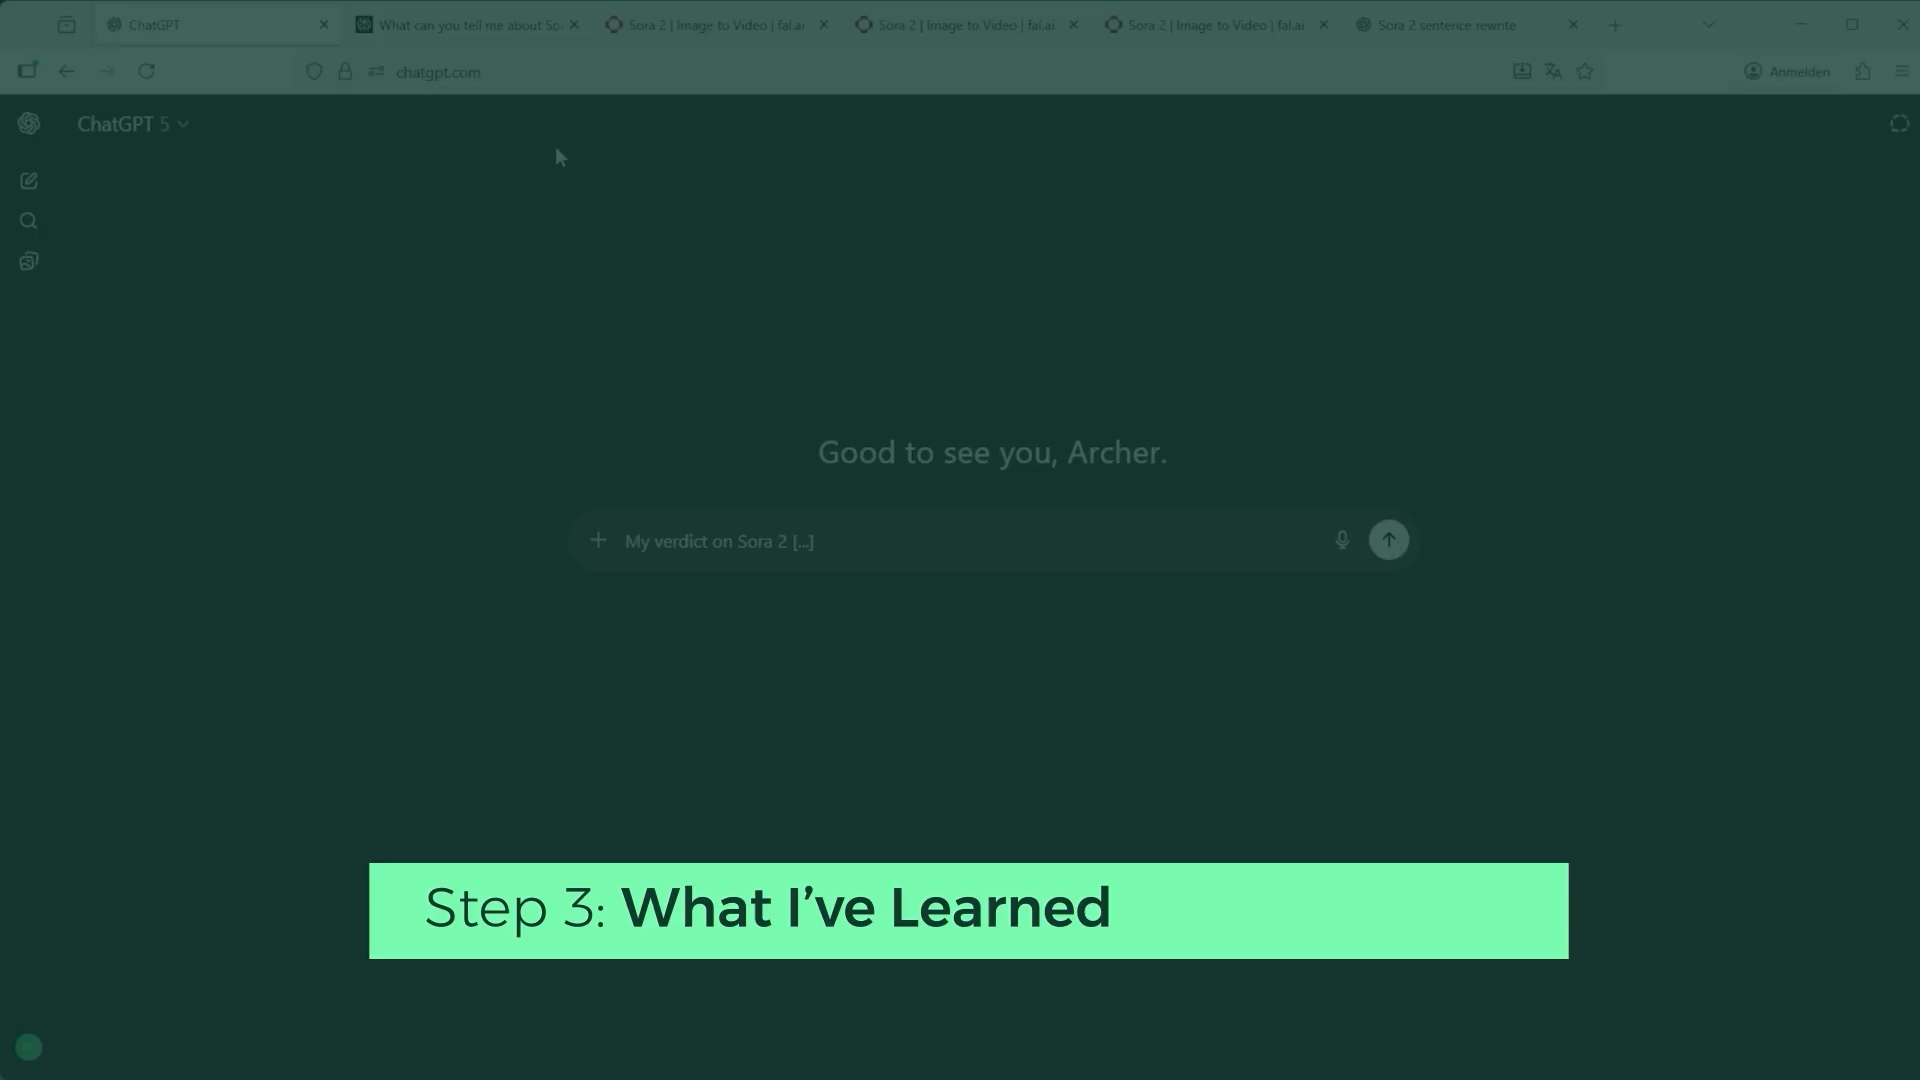 ChatGPT
What can you tell me about So
Sora 2 | Image to Video | fal.ai
Sora 2 | Image to Video | fal.ai
Sora 2 | Image to Video | fal.ai
Sora 2 sentence rewrite
chatgpt.com
Anmelden
ChatGPT 5
Good to see you, Archer.
My verdict on Sora 2 [...]
Step 3: What I’ve Learned